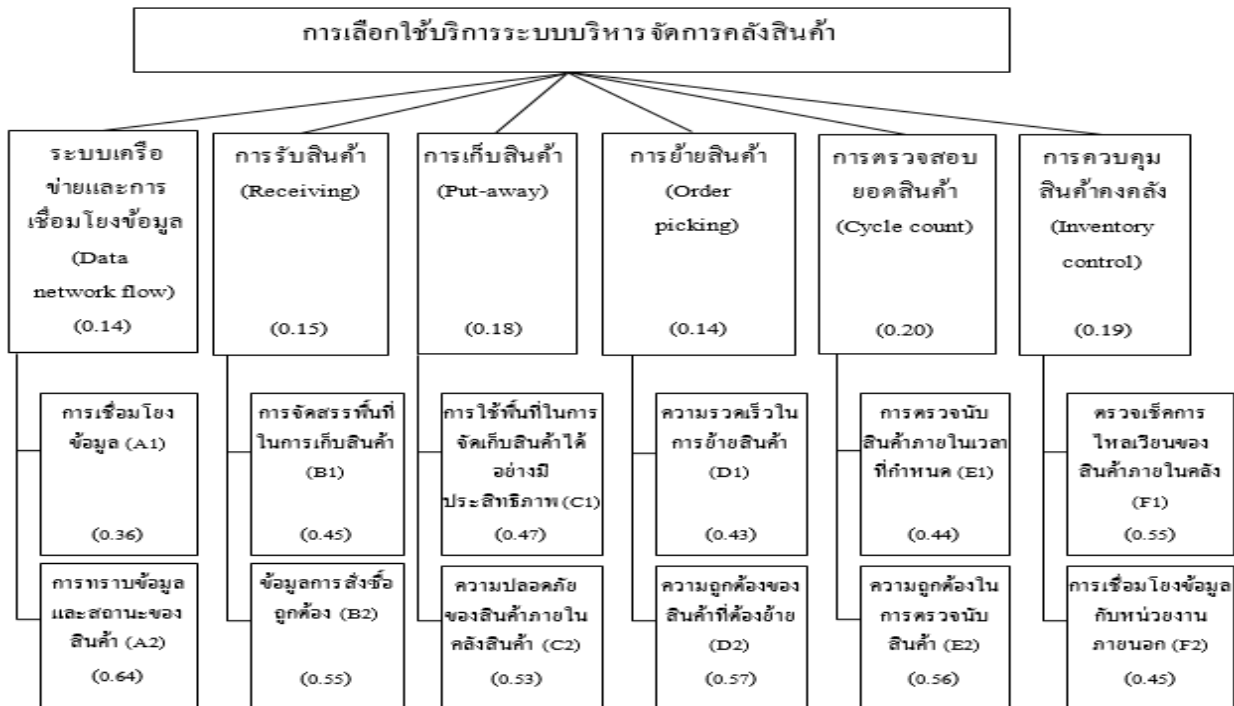 การเลือกใช้บริการระบบบริหารจัดการคลังสินค้า
ระบบเครือ
ข่ายและการ
เชื่อมโยงข้อมูล
(Data
network flow)
(0.14)
การรับสินค้า
(Receiving)
(0.15)
การเก็บสินค้า
(Put-away)
(0.18)
การย้ายสินค้า
(Order
picking)
(0.14)
การตรวจสอบ
ยอดสินค้า
(Cycle count)
(0.20)
การควบคุม
สินค้าคงคลัง
(Inventory
control)
(0.19)
การเชื่อมโยง
ข้อมูล (A1)
(0.36)
การจัดสรรพื้นที่
ในการเก็บสินค้า
(B1)
(0.45)
การใช้พื้นที่ในการ
จัดเก็บสินค้าได้
อย่างมี
ประสิทธิภาพ (C1)
(0.47)
ความรวดเร็วใน
การย้ายสินค้า
(D1)
(0.43)
การตรวจนับ
สินค้าภายในเวลา
ที่กำหนด (E1)
(0.44)
ตรวจเช็คการ
ไหลเวียนของ
สินค้าภายในคลัง
(F1)
(0.55)
การทราบข้อมูล
และสถานะของ
สินค้า (A2)
(0.64)
ข้อมูลการสั่งซื้อ
ถูกต้อง (B2)
(0.55)
ความปลอดภัย
ของสินค้าภายใน
คลังสินค้า (C2)
(0.53)
ความถูกต้องของ
สินค้าที่ต้องย้าย
(D2)
(0.57)
ความถูกต้องใน
การตรวจนับ
สินค้า (E2)
(0.56)
การเชื่อมโยงข้อมูล
กับหน่วยงาน
ภายนอก (F2)
(0.45)